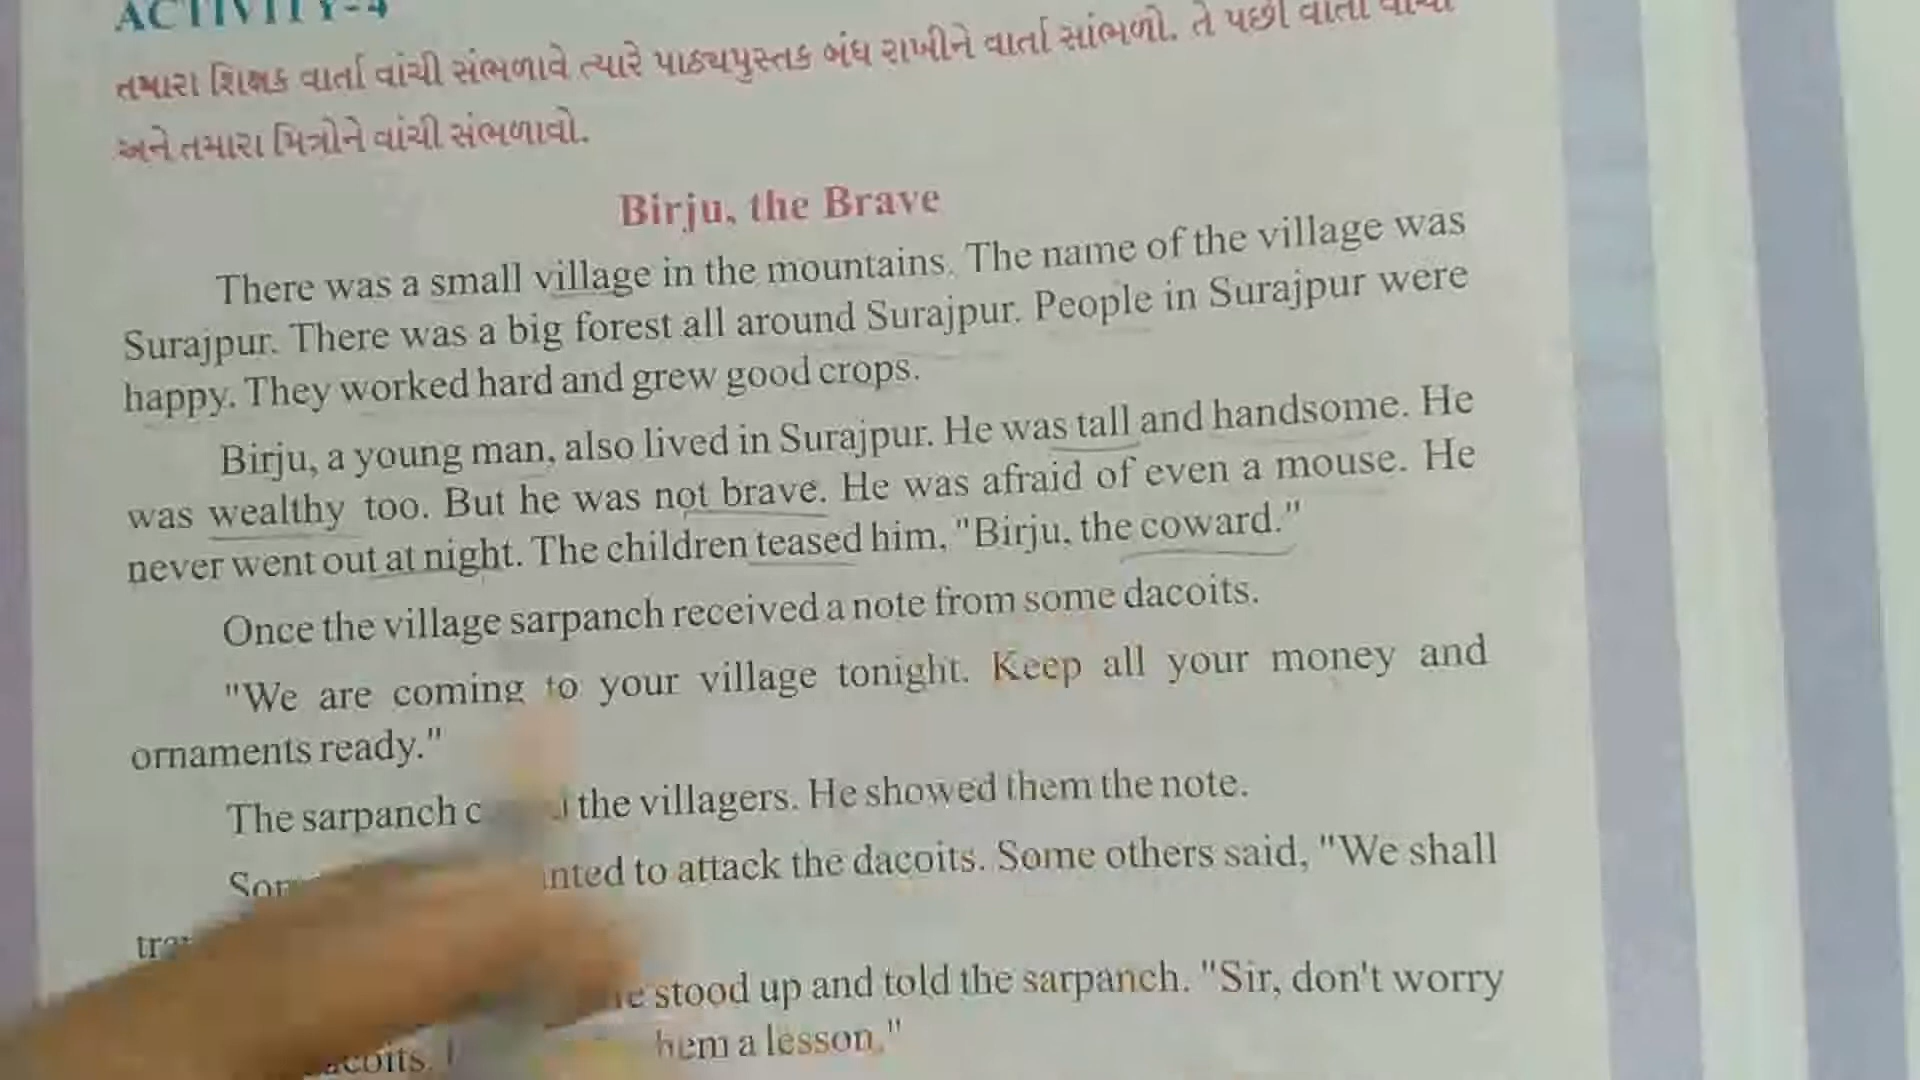 ACTIVITY-4
તમારા શિક્ષક વાર્તા વાંચી સંભળાવે ત્યારે પાઠ્યપુસ્તક બંધ રાખીને વાર્તા સાંભળો. તે પછી વાર્તા વાંચો
અને તમારા મિત્રોને વાંચી સંભળાવો.
Birju, the Brave
There was a small village in the mountains. The name of the village was
Surajpur. There was a big forest all around Surajpur. People in Surajpur were
happy. They worked hard and grew good crops.
Birju, a young man, also lived in Surajpur. He was tall and handsome. He
was wealthy too. But he was not brave. He was afraid of even a mouse. He
never went out at night. The children teased him, "Birju, the coward."
Once the village sarpanch received a note from some dacoits.
"We are coming to your village tonight. Keep all your money and
ornaments ready."
The sarpanch the villagers. He showed them the note.
to attack the dacoits. Some others said, "We shall
stood up and told the sarpanch. "Sir, don't worry
a lesson."